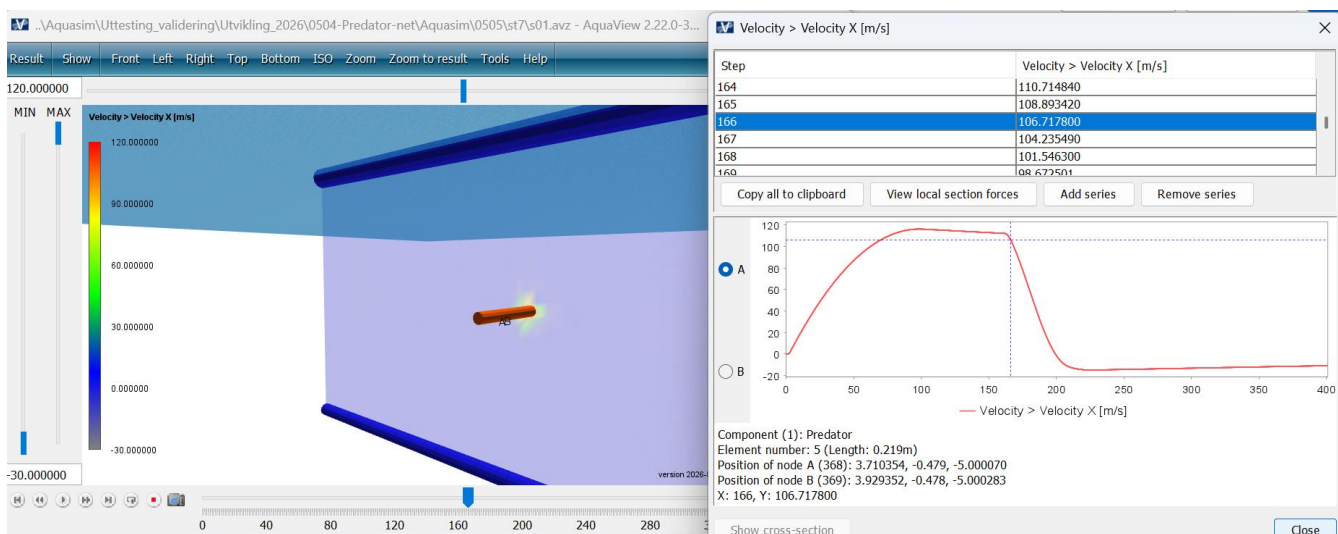 ..\Aquasim\Uttesting_validering\Utvikling_2026\0504-Predator-net\Aquasim\0505\st7\s01.avz - AquaView 2.22.0-3...
Result Show Front Left Right Top Bottom ISO Zoom Zoom to result Tools Help
120.000000
MIN MAX
Velocity > Velocity X [m/s]
120.000000
90.000000
60.000000
30.000000
0.000000
-30.000000
AB
version 2026-
-30.000000
0 40 80 120 160 200 240 280
Velocity > Velocity X [m/s]
Step Velocity > Velocity X [m/s]
164 110.714840
165 108.893420
166 106.717800
167 104.235490
168 101.546300
169 98.672501
Copy all to clipboard View local section forces Add series Remove series
A
B
120
100
80
60
40
20
0
-20
0 50 100 150 200 250 300 350 400
Velocity > Velocity X [m/s]
Component (1): Predator
Element number: 5 (Length: 0.219m)
Position of node A (368): 3.710354, -0.479, -5.000070
Position of node B (369): 3.929352, -0.478, -5.000283
X: 166, Y: 106.717800
Show cross-section Close